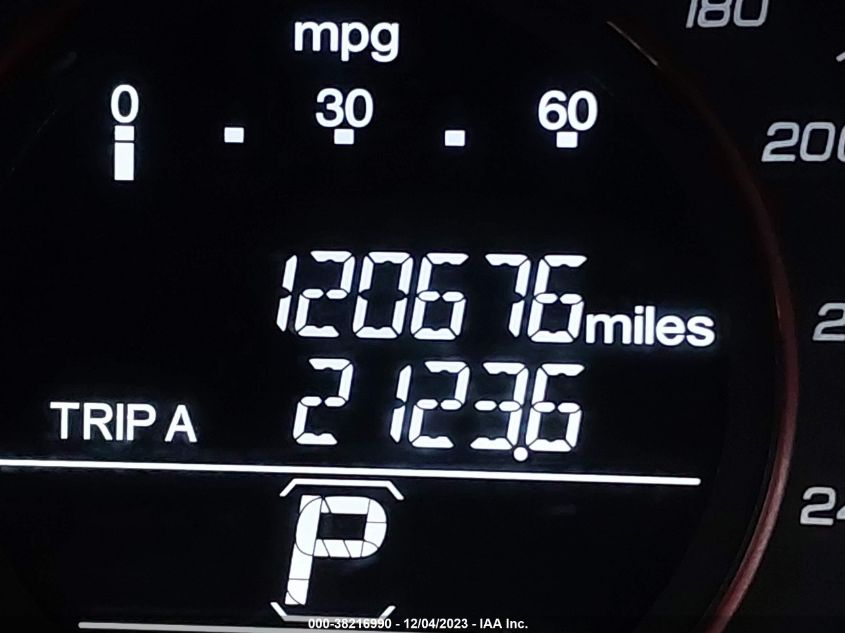 180
mpg
0 30 60
200
120676 miles
TRIP A 2123.6
P
000-38216990 - 12/04/2023 - IAA Inc.